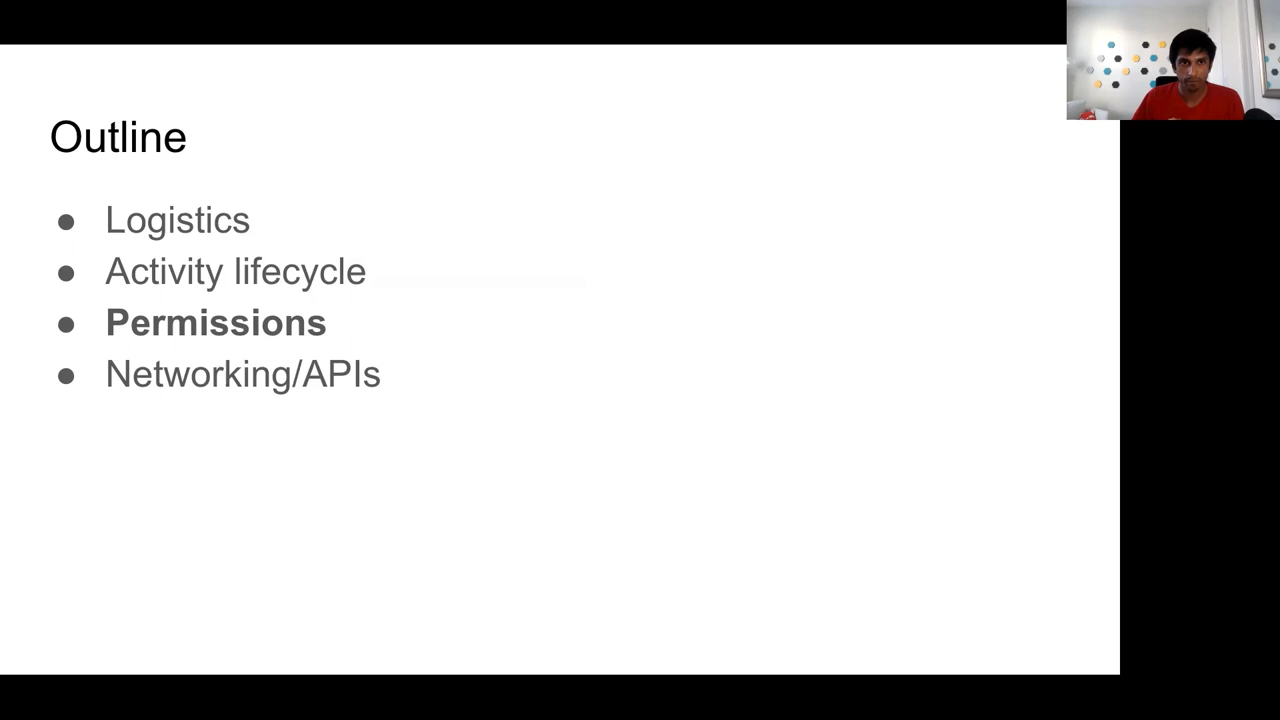 Outline
● Logistics
● Activity lifecycle
● Permissions
● Networking/APIs